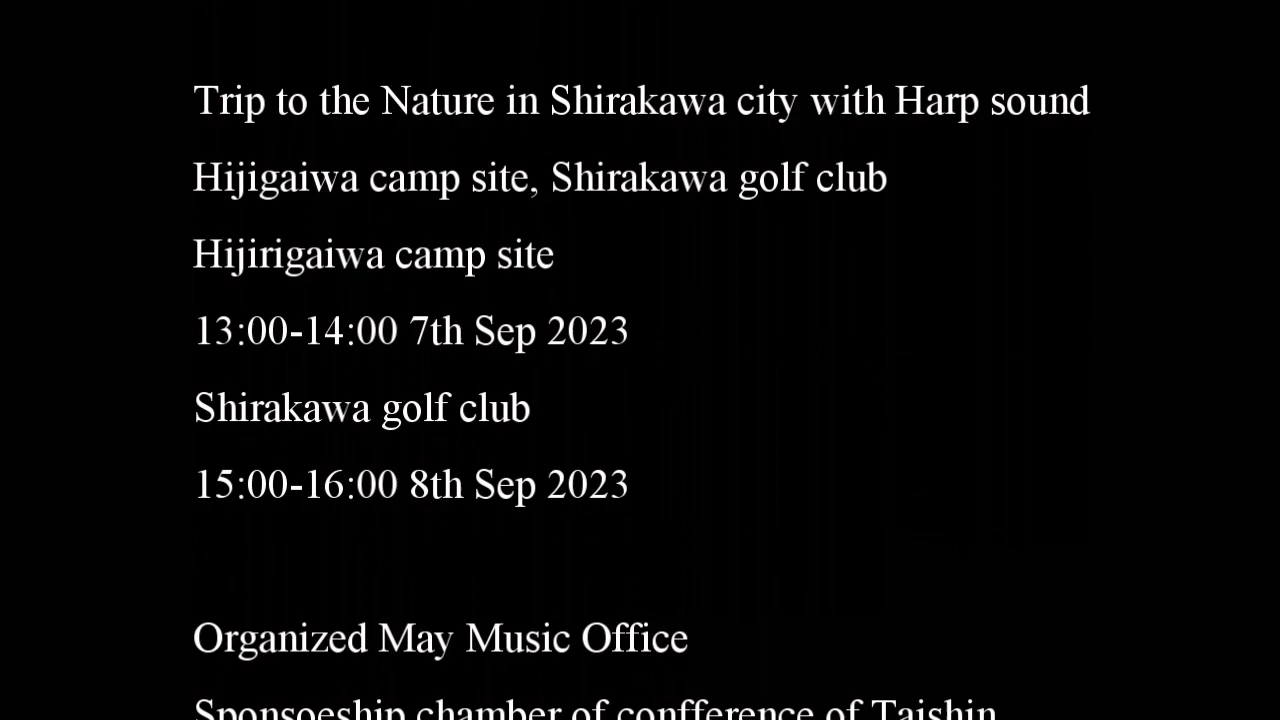 Trip to the Nature in Shirakawa city with Harp sound
Hijigaiwa camp site, Shirakawa golf club
Hijirigaiwa camp site
13:00-14:00 7th Sep 2023
Shirakawa golf club
15:00-16:00 8th Sep 2023
Organized May Music Office
Sponsoeship chamber of confference of Taishin